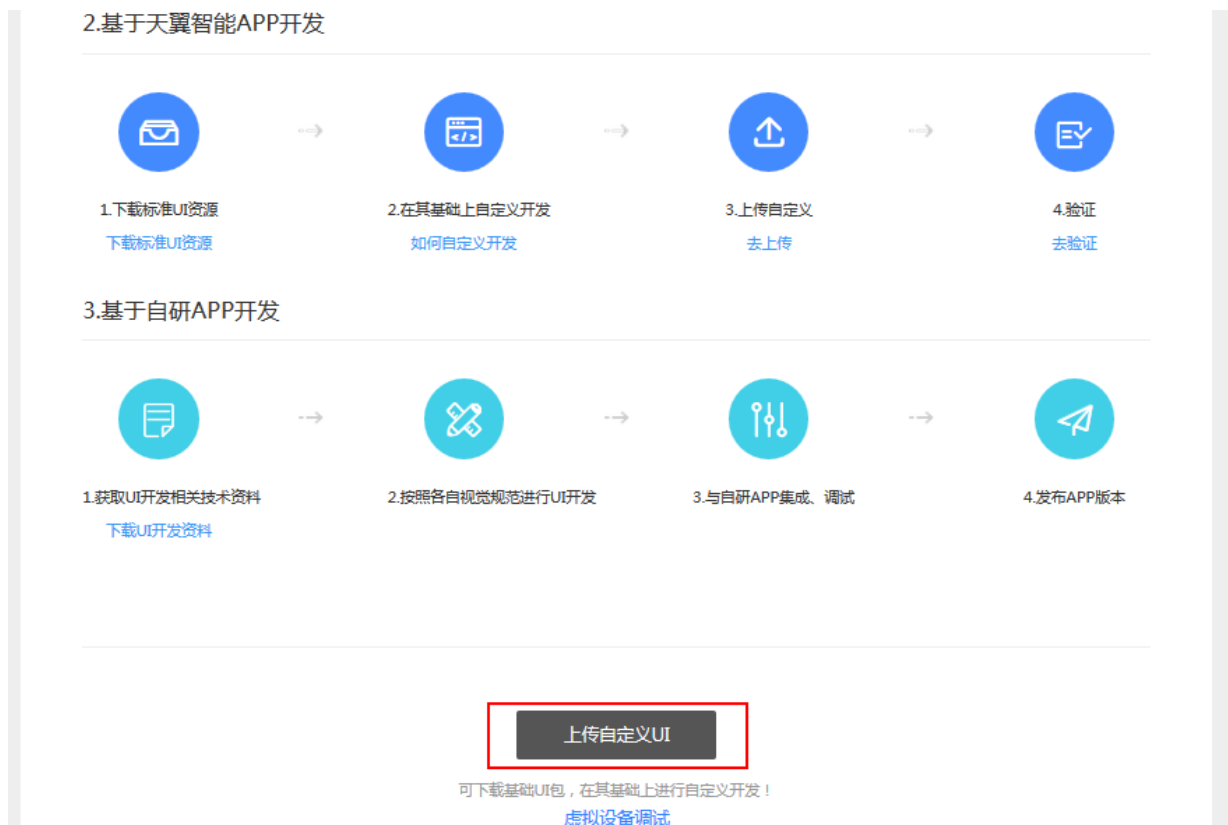 2.基于天翼智能APP开发
1.下载标准UI资源
2.在其基础上自定义开发
3.上传自定义
4.验证
下载标准UI资源
如何自定义开发
去上传
去验证
3.基于自研APP开发
1.获取UI开发相关技术资料
2.按照各自视觉规范进行UI开发
3.与自研APP集成、调试
4.发布APP版本
下载UI开发资料
上传自定义UI
可下载基础UI包，在其基础上进行自定义开发！
虚拟设备调试